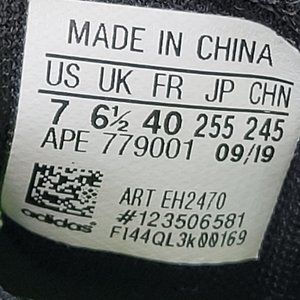 MADE IN CHINA
US UK FR JP CHN
7 6½ 40 255 245
APE 779001 09/19
ART EH2470
#123506581
adidas F144QL3k00169